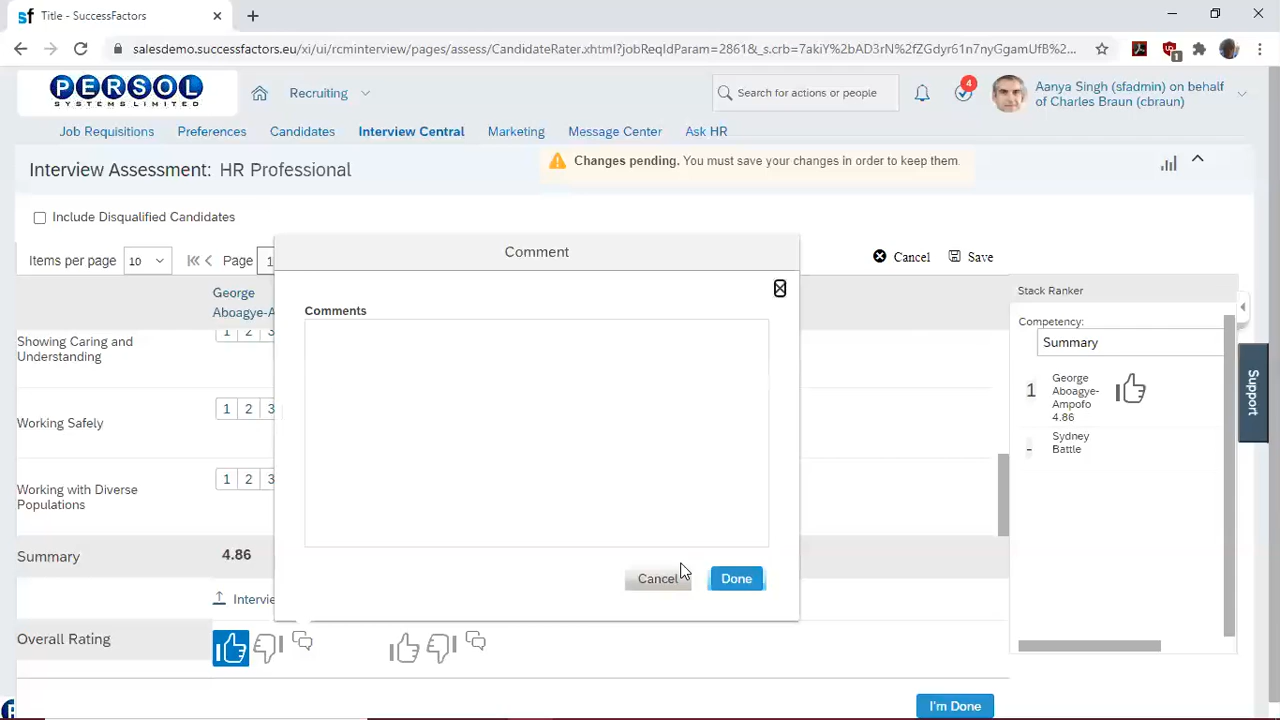 Title - SuccessFactors
salesdemo.successfactors.eu/xi/ui/rcminterview/pages/assess/CandidateRater.xhtml?jobReqIdParam=2861&_s.crb=7akiY%2bAD3rN%2fZGdyr61n7nyGgamUfB%2...
PERSOL
SYSTEMS LIMITED
Recruiting
Search for actions or people
4
Aanya Singh (sfadmin) on behalf
of Charles Braun (cbraun)
Job Requisitions Preferences Candidates Interview Central Marketing Message Center Ask HR
Interview Assessment: HR Professional
Changes pending. You must save your changes in order to keep them.
Include Disqualified Candidates
Items per page 10 Page 1
Cancel Save
Comment
Comments
Cancel Done
George
Aboagye-A
Showing Caring and
Understanding
1 2 3
Working Safely
1 2 3
Working with Diverse
Populations
1 2 3
Summary 4.86
Intervie
Overall Rating
I'm Done
Stack Ranker
Competency:
Summary
1 George
Aboagye-
Ampofo
4.86
- Sydney
Battle
Support